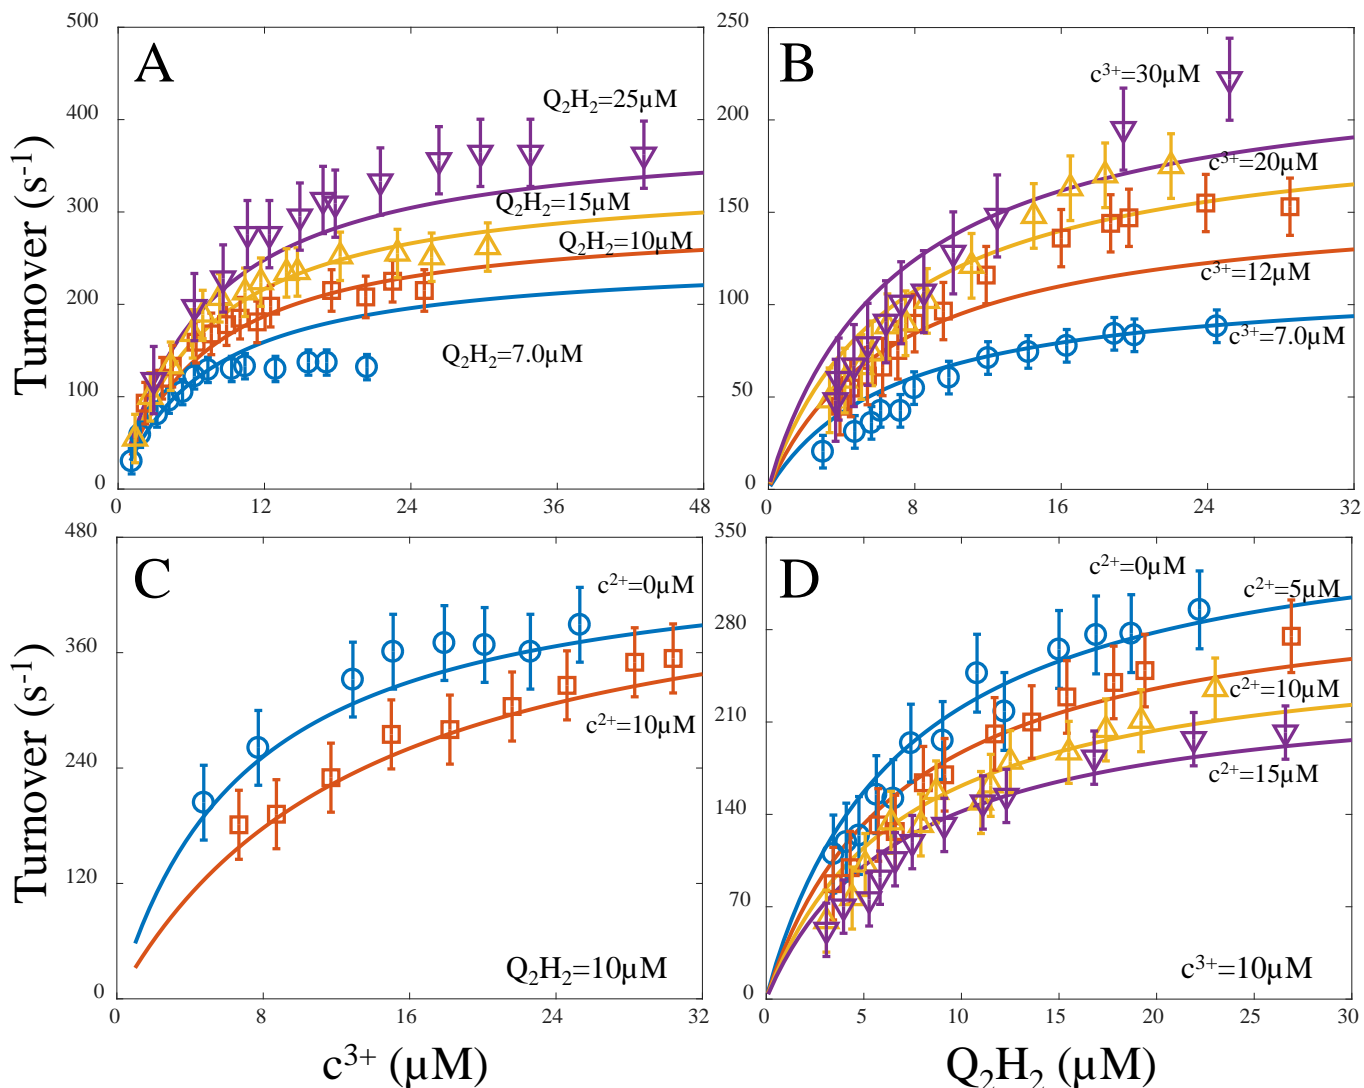 A
Turnover (s⁻¹)
500
400
300
200
100
0
0 12 24 36 48
Q₂H₂=25µM
Q₂H₂=15µM
Q₂H₂=10µM
Q₂H₂=7.0µM
B
250
200
150
100
50
0
0 8 16 24 32
c³⁺=30µM
c³⁺=20µM
c³⁺=12µM
c³⁺=7.0µM
C
Turnover (s⁻¹)
480
360
240
120
0
0 8 16 24 32
c²⁺=0µM
c²⁺=10µM
Q₂H₂=10µM
c³⁺ (µM)
D
350
280
210
140
70
0
0 5 10 15 20 25 30
c²⁺=0µM
c²⁺=5µM
c²⁺=10µM
c²⁺=15µM
c³⁺=10µM
Q₂H₂ (µM)